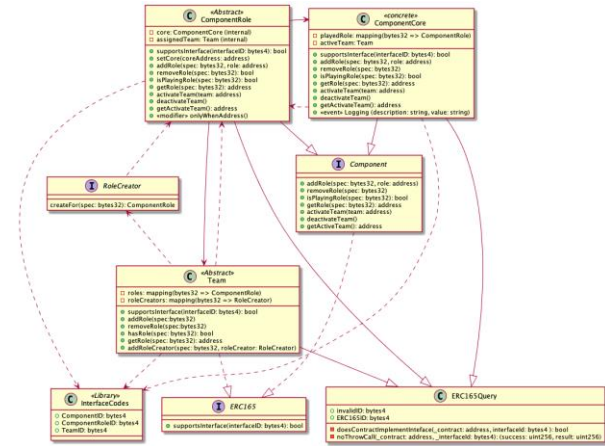 «Abstract»
C ComponentRole
core: ComponentCore (internal)
assignedTeam: Team (internal)
supportsInterface(interfaceID: bytes4): bool
setCore(coreAddress: address)
addRole(spec: bytes32, role: address)
removeRole(spec: bytes32): bool
isPlayingRole(spec: bytes32): bool
getRole(spec: bytes32): address
activateTeam(team: address)
deactivateTeam()
getActivateTeam(): address
«modifier» onlyWhenAddress()
«concrete»
C ComponentCore
playedRole: mapping(bytes32 => ComponentRole)
activeTeam: Team
supportsInterface(interfaceID: bytes4): bool
addRole(spec: bytes32, role: address)
removeRole(spec: bytes32)
isPlayingRole(spec: bytes32): bool
getRole(spec: bytes32): address
activateTeam(team: address)
deactivateTeam()
getActivateTeam(): address
«event» Logging (description: string, value: string)
I RoleCreator
createFor(spec: bytes32): ComponentRole
I Component
addRole(spec: bytes32, role: address)
removeRole(spec: bytes32)
isPlayingRole(spec: bytes32): bool
getRole(spec: bytes32): address
activateTeam(team: address)
deactivateTeam()
getActiveTeam(): address
«Abstract»
C Team
roles: mapping(bytes32 => ComponentRole)
roleCreators: mapping(bytes32 => RoleCreator)
supportsInterface(interfaceID: bytes4): bool
addRole(spec:bytes32)
removeRole(spec:bytes32)
hasRole(spec: bytes32): bool
getRole(spec: bytes32): address
addRoleCreator(spec: bytes32, roleCreator: RoleCreator)
«Library»
C InterfaceCodes
ComponentID: bytes4
ComponentRoleID: bytes4
TeamID: bytes4
I ERC165
supportsInterface(interfaceID: bytes4): bool
C ERC165Query
invalidID: bytes4
ERC165ID: bytes4
doesContractImplementInteface(_contract: address, interfaceId: bytes4 ): bool
noThrowCall(_contract: address, _interfaceId: bytes4): (success: uint256, result: uint256)